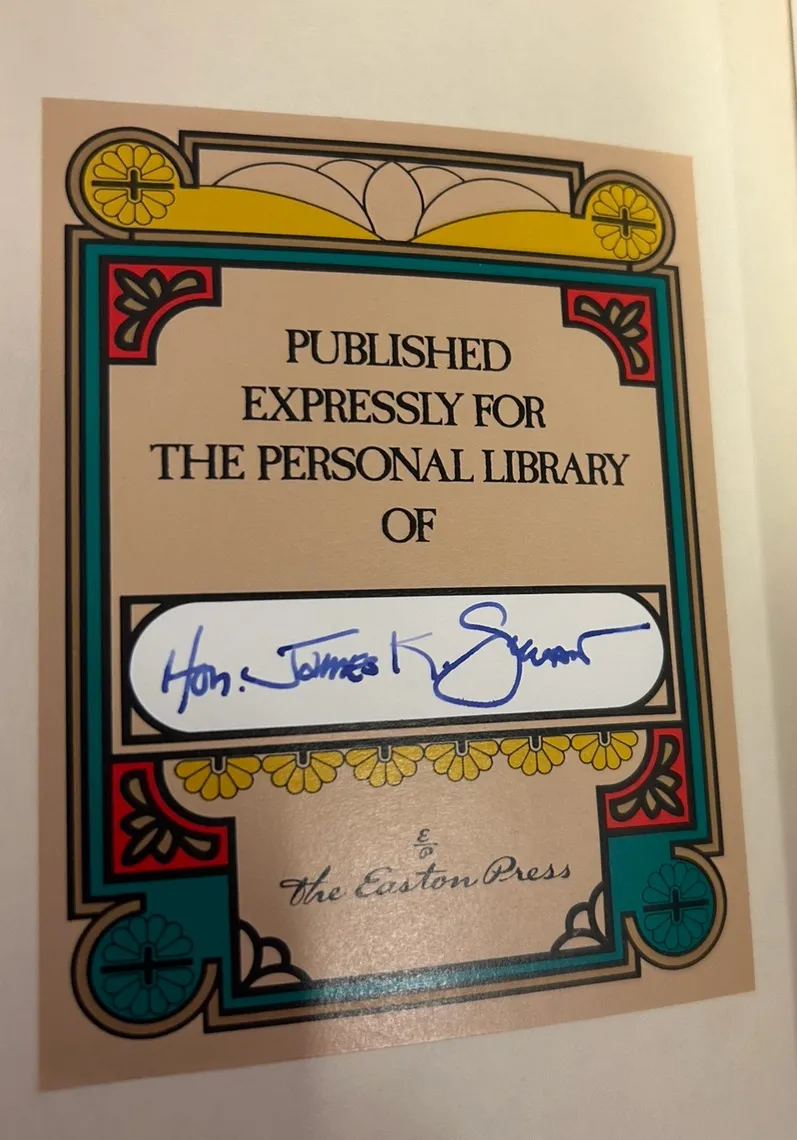 PUBLISHED
EXPRESSLY FOR
THE PERSONAL LIBRARY
OF
Hon. James K.
E
P
the Easton Press